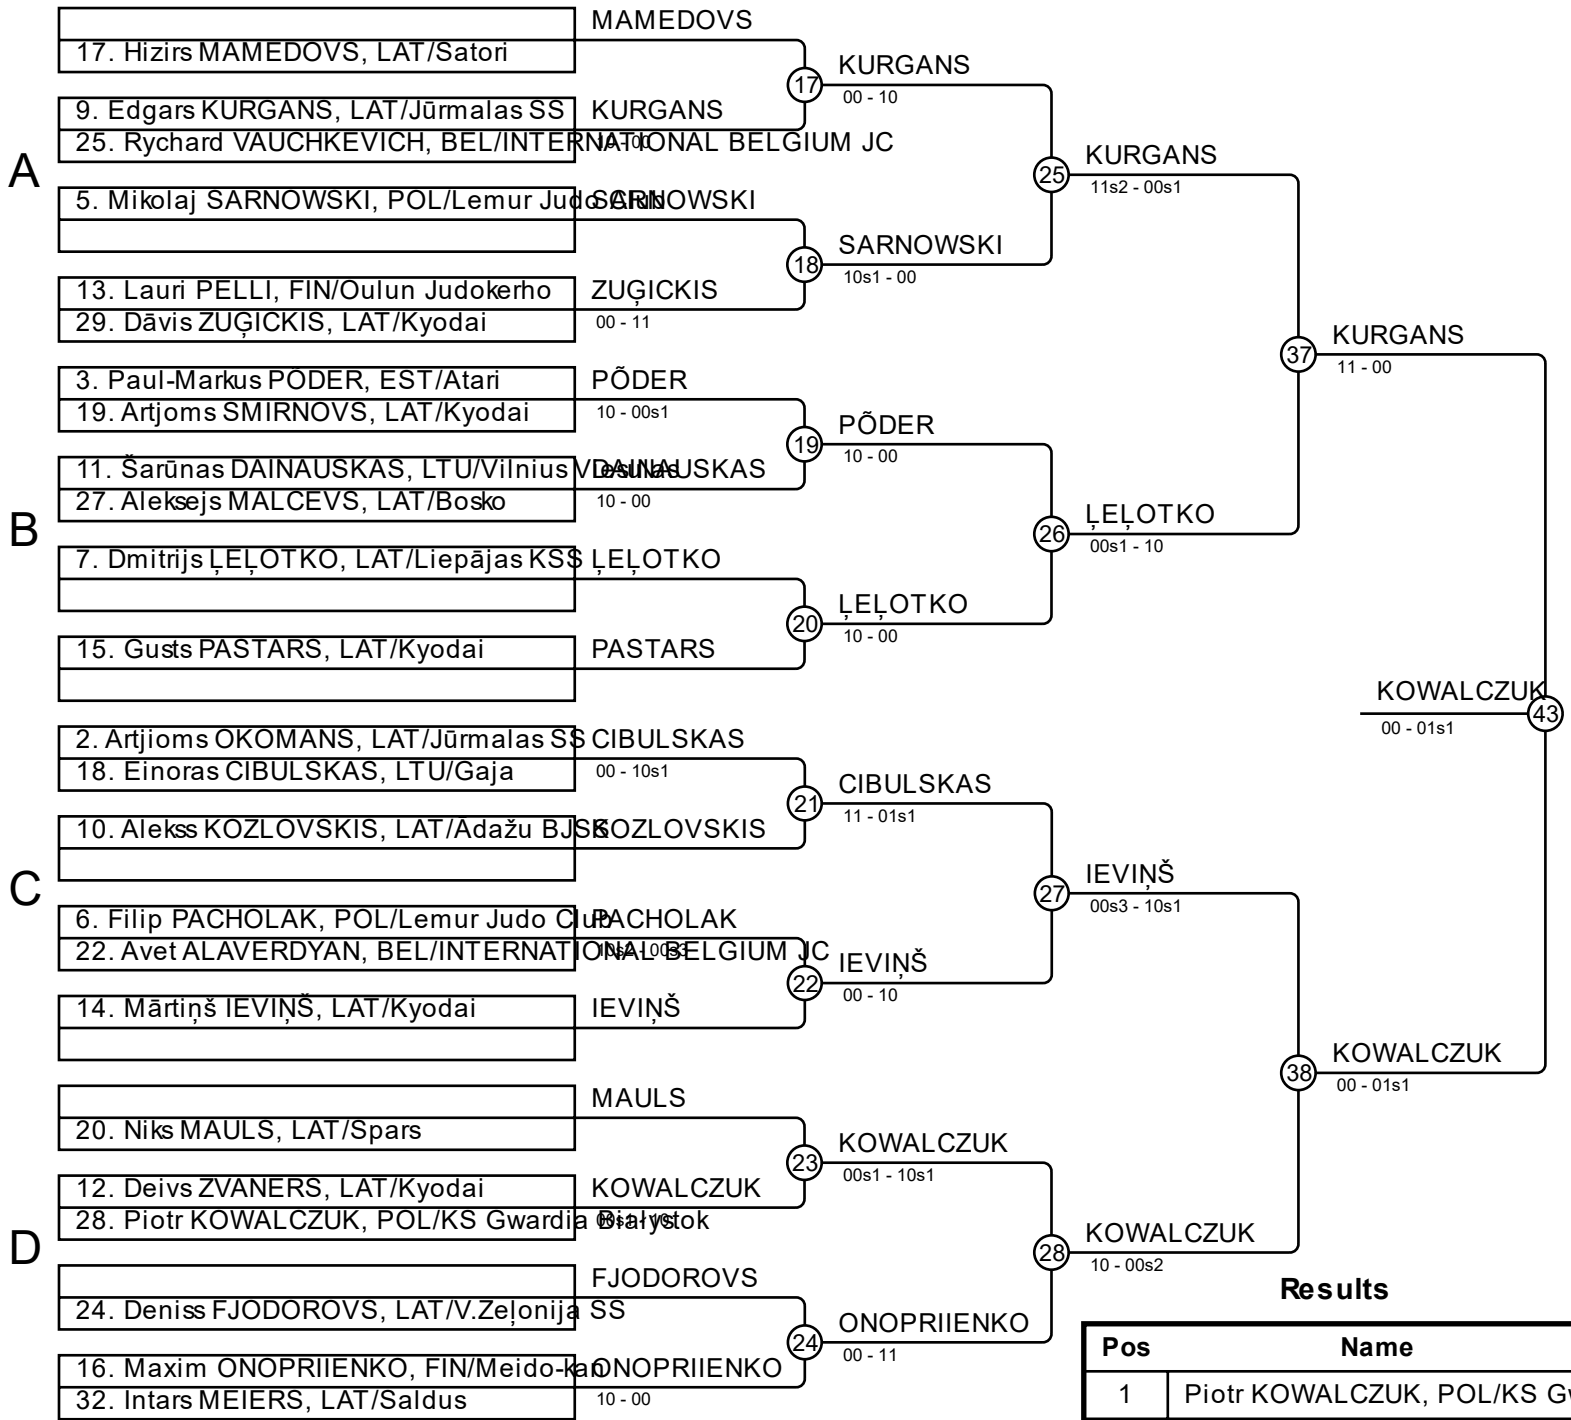 A
17. Hizirs MAMEDOVS, LAT/Satori
MAMEDOVS
9. Edgars KURGANS, LAT/Jūrmalas SS
25. Rychard VAUCHKEVICH, BEL/INTERNATIONAL BELGIUM JC
KURGANS
10 - 00
17
KURGANS
00 - 10
5. Mikolaj SARNOWSKI, POL/Lemur Judo Club
SARNOWSKI
13. Lauri PELLI, FIN/Oulun Judokerho
29. Dāvis ZUĢICKIS, LAT/Kyodai
ZUĢICKIS
00 - 11
18
SARNOWSKI
10s1 - 00
25
KURGANS
11s2 - 00s1
B
3. Paul-Markus PÕDER, EST/Atari
19. Artjoms SMIRNOVS, LAT/Kyodai
PÕDER
10 - 00s1
11. Šarūnas DAINAUSKAS, LTU/Vilnius Viesulas
27. Aleksejs MALCEVS, LAT/Bosko
DAINAUSKAS
10 - 00
19
PÕDER
10 - 00
7. Dmitrijs ĻEĻOTKO, LAT/Liepājas KSS
ĻEĻOTKO
15. Gusts PASTARS, LAT/Kyodai
PASTARS
20
ĻEĻOTKO
10 - 00
26
ĻEĻOTKO
00s1 - 10
37
KURGANS
11 - 00
C
2. Artjioms OKOMANS, LAT/Jūrmalas SS
18. Einoras CIBULSKAS, LTU/Gaja
CIBULSKAS
00 - 10s1
10. Alekss KOZLOVSKIS, LAT/Ādažu BJSS
KOZLOVSKIS
21
CIBULSKAS
11 - 01s1
6. Filip PACHOLAK, POL/Lemur Judo Club
22. Avet ALAVERDYAN, BEL/INTERNATIONAL BELGIUM JC
PACHOLAK
10s2 - 00s3
14. Mārtiņš IEVIŅŠ, LAT/Kyodai
IEVIŅŠ
22
IEVIŅŠ
00 - 10
27
IEVIŅŠ
00s3 - 10s1
D
20. Niks MAULS, LAT/Spars
MAULS
12. Deivs ZVANERS, LAT/Kyodai
28. Piotr KOWALCZUK, POL/KS Gwardia Białystok
KOWALCZUK
23
KOWALCZUK
00s1 - 10s1
24. Deniss FJODOROVS, LAT/V.Zeļonija SS
FJODOROVS
16. Maxim ONOPRIIENKO, FIN/Meido-kan
32. Intars MEIERS, LAT/Saldus
ONOPRIIENKO
10 - 00
24
ONOPRIIENKO
00 - 11
28
KOWALCZUK
10 - 00s2
38
KOWALCZUK
00 - 01s1
43
KOWALCZUK
00 - 01s1
Results
Pos Name
1 Piotr KOWALCZUK, POL/KS